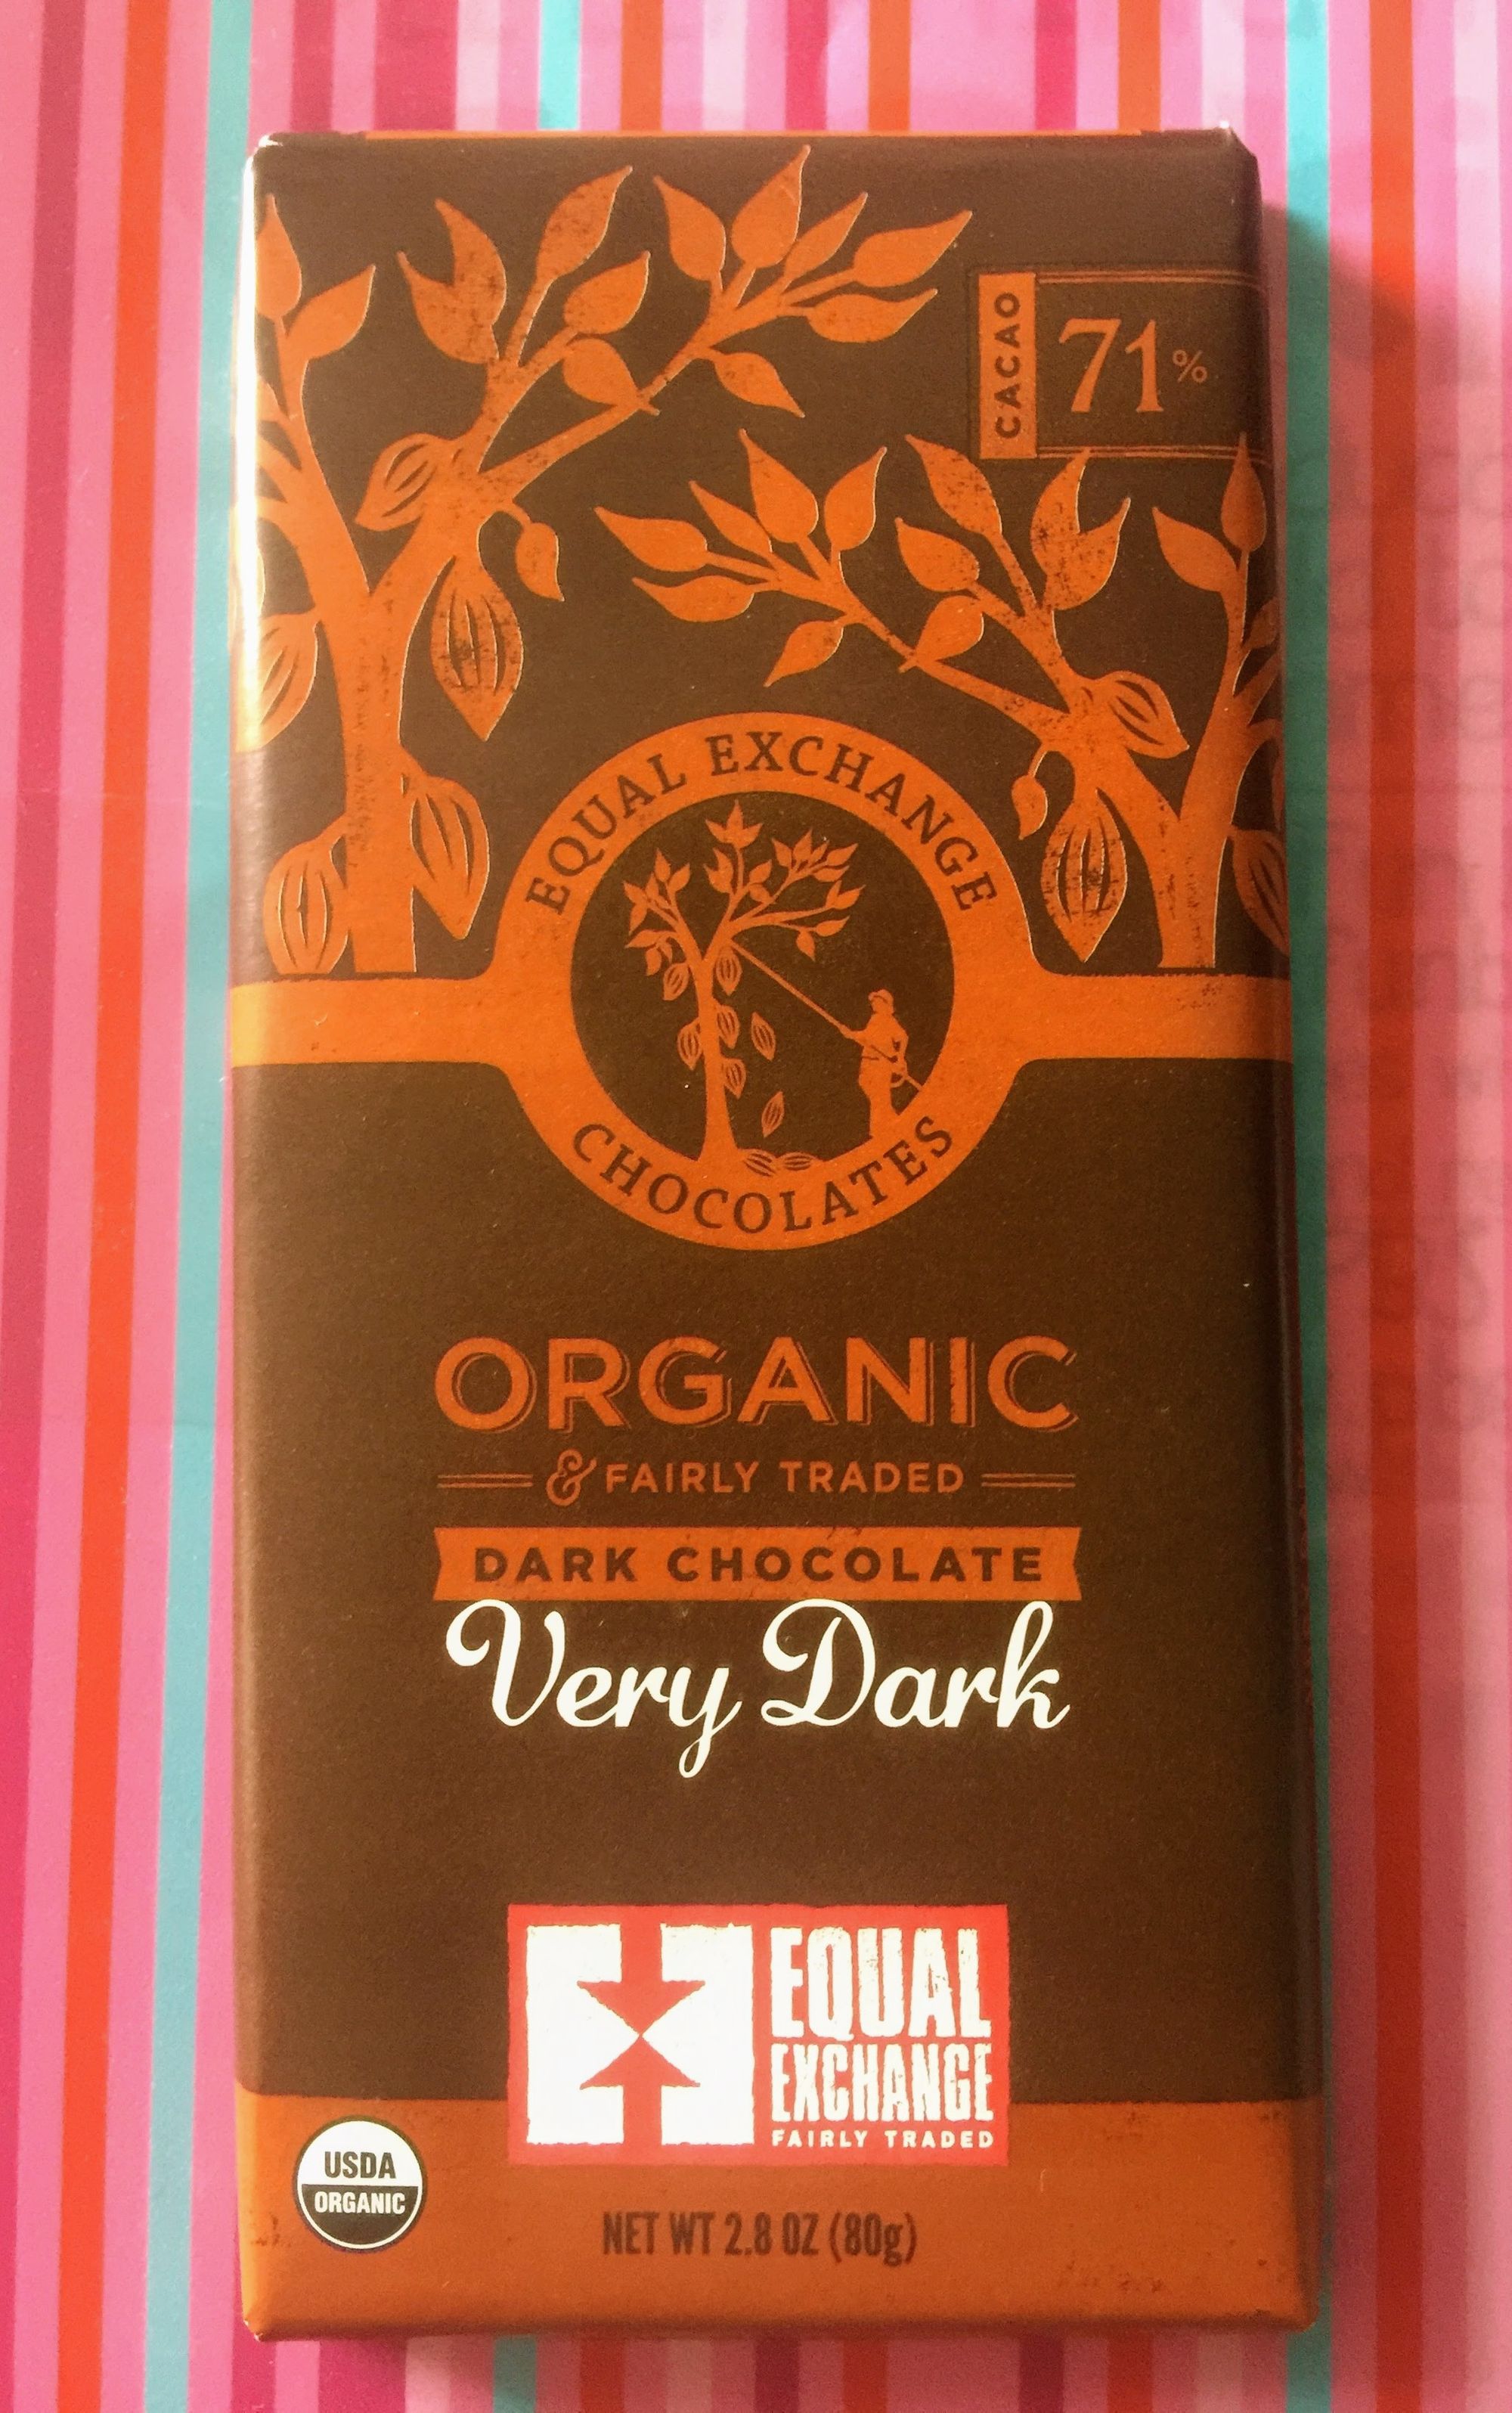 CACAO
71%
EQUAL EXCHANGE
CHOCOLATES
ORGANIC
& FAIRLY TRADED
DARK CHOCOLATE
Very Dark
EQUAL
EXCHANGE
FAIRLY TRADED
USDA
ORGANIC
NET WT 2.8 OZ (80g)